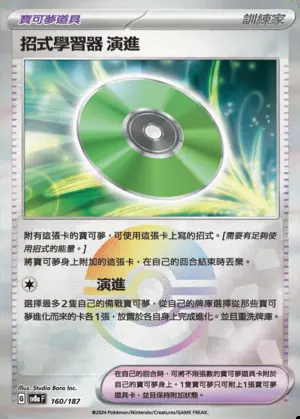 寶可夢道具
訓練家
招式學習器 演進
附有這張卡的寶可夢,可使用這張卡上寫的招式。[需要有足夠使
用招式的能量。]
將寶可夢身上附加的這張卡,在自己的回合結束時丟棄。
演進
選擇最多2隻自己的備戰寶可夢,從自己的牌庫選擇從那些寶可
夢進化而來的卡各1張,放置於各自身上完成進化。並且重洗牌庫。
在自己的回合時,可將不限張數的寶可夢道具卡附於
自己的寶可夢身上。1隻寶可夢只可附上1張寶可夢
道具卡,並且保持附加狀態。
Illus. Studio Bora Inc.
G SV8a F 160/187
©2024 Pokémon/Nintendo/Creatures/GAME FREAK.